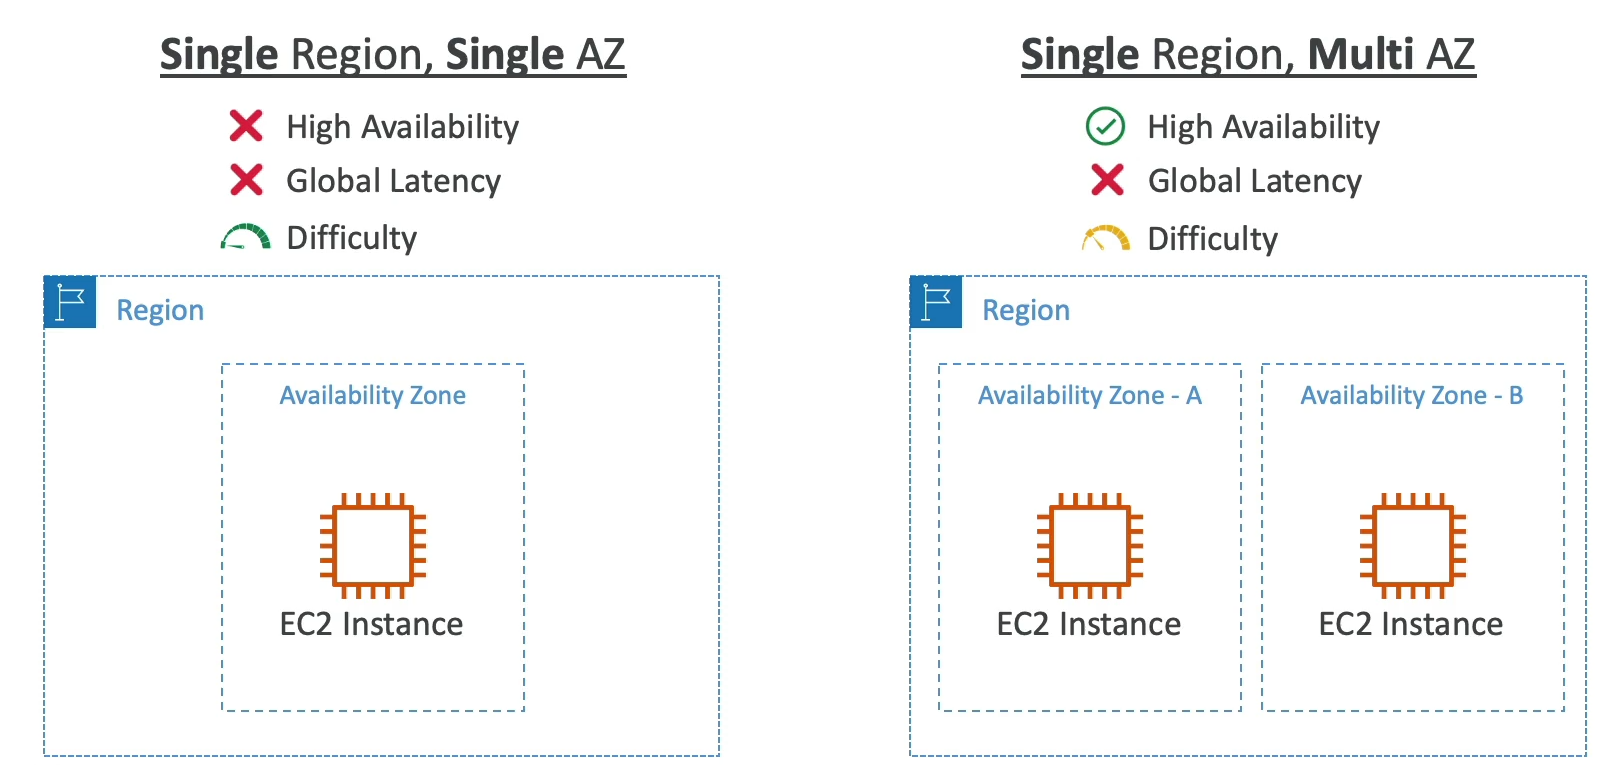 Single Region, Single AZ
High Availability
Global Latency
Difficulty
Region
Availability Zone
EC2 Instance
Single Region, Multi AZ
High Availability
Global Latency
Difficulty
Region
Availability Zone - A
EC2 Instance
Availability Zone - B
EC2 Instance